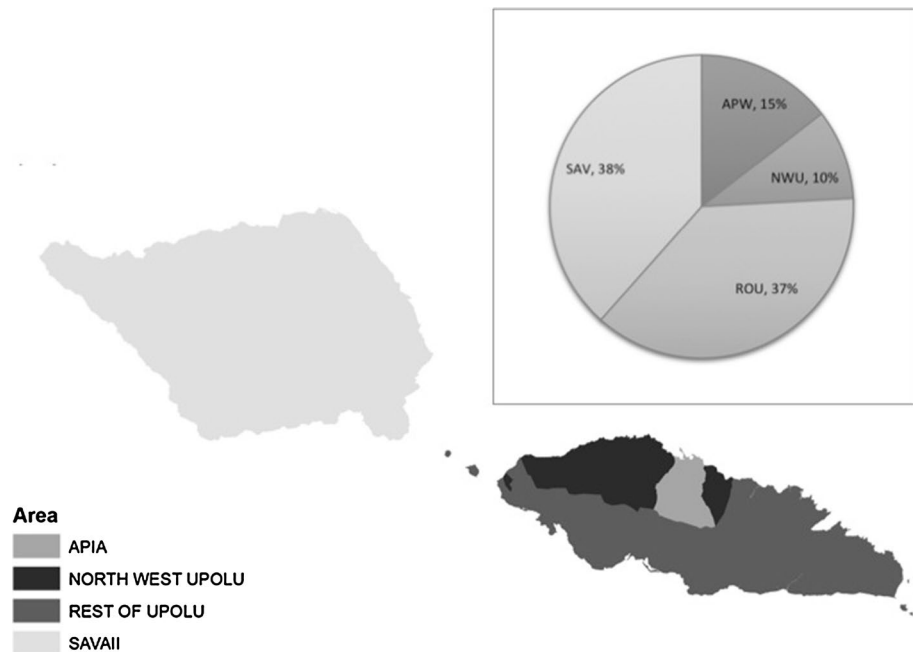 APW, 15%
NWU, 10%
SAV, 38%
ROU, 37%
Area
APIA
NORTH WEST UPOLU
REST OF UPOLU
SAVAII